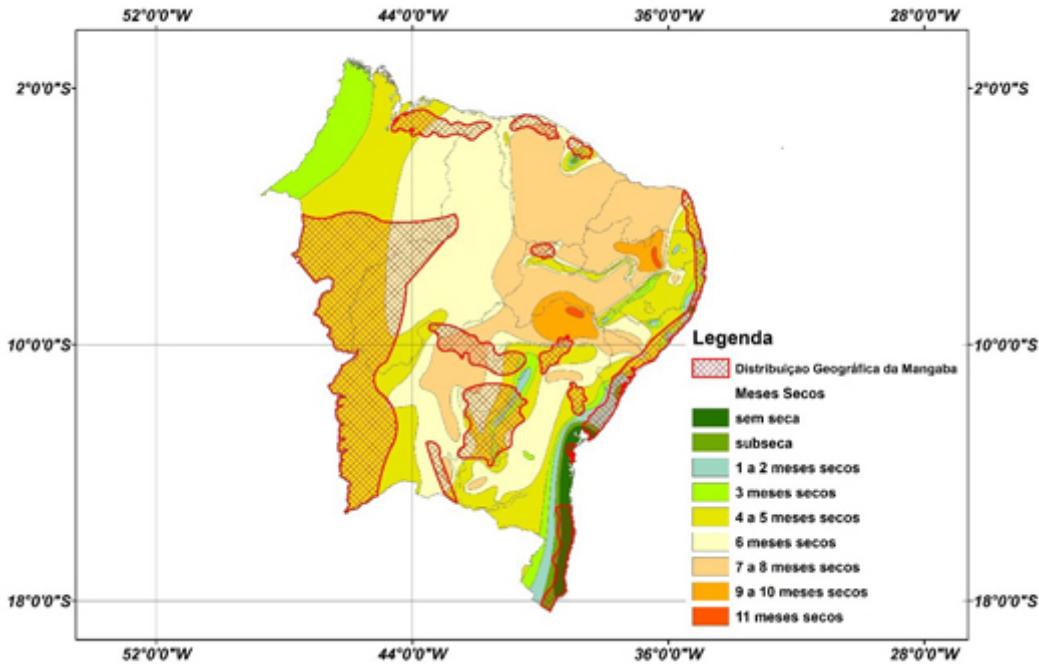 52°0'0"W 44°0'0"W 36°0'0"W 28°0'0"W
2°0'0"S 2°0'0"S
10°0'0"S 10°0'0"S
Legenda
Distribuiçao Geográfica da Mangaba
Meses Secos
sem seca
subseca
1 a 2 meses secos
3 meses secos
4 a 5 meses secos
6 meses secos
7 a 8 meses secos
9 a 10 meses secos
11 meses secos
18°0'0"S 18°0'0"S
52°0'0"W 44°0'0"W 36°0'0"W 28°0'0"W